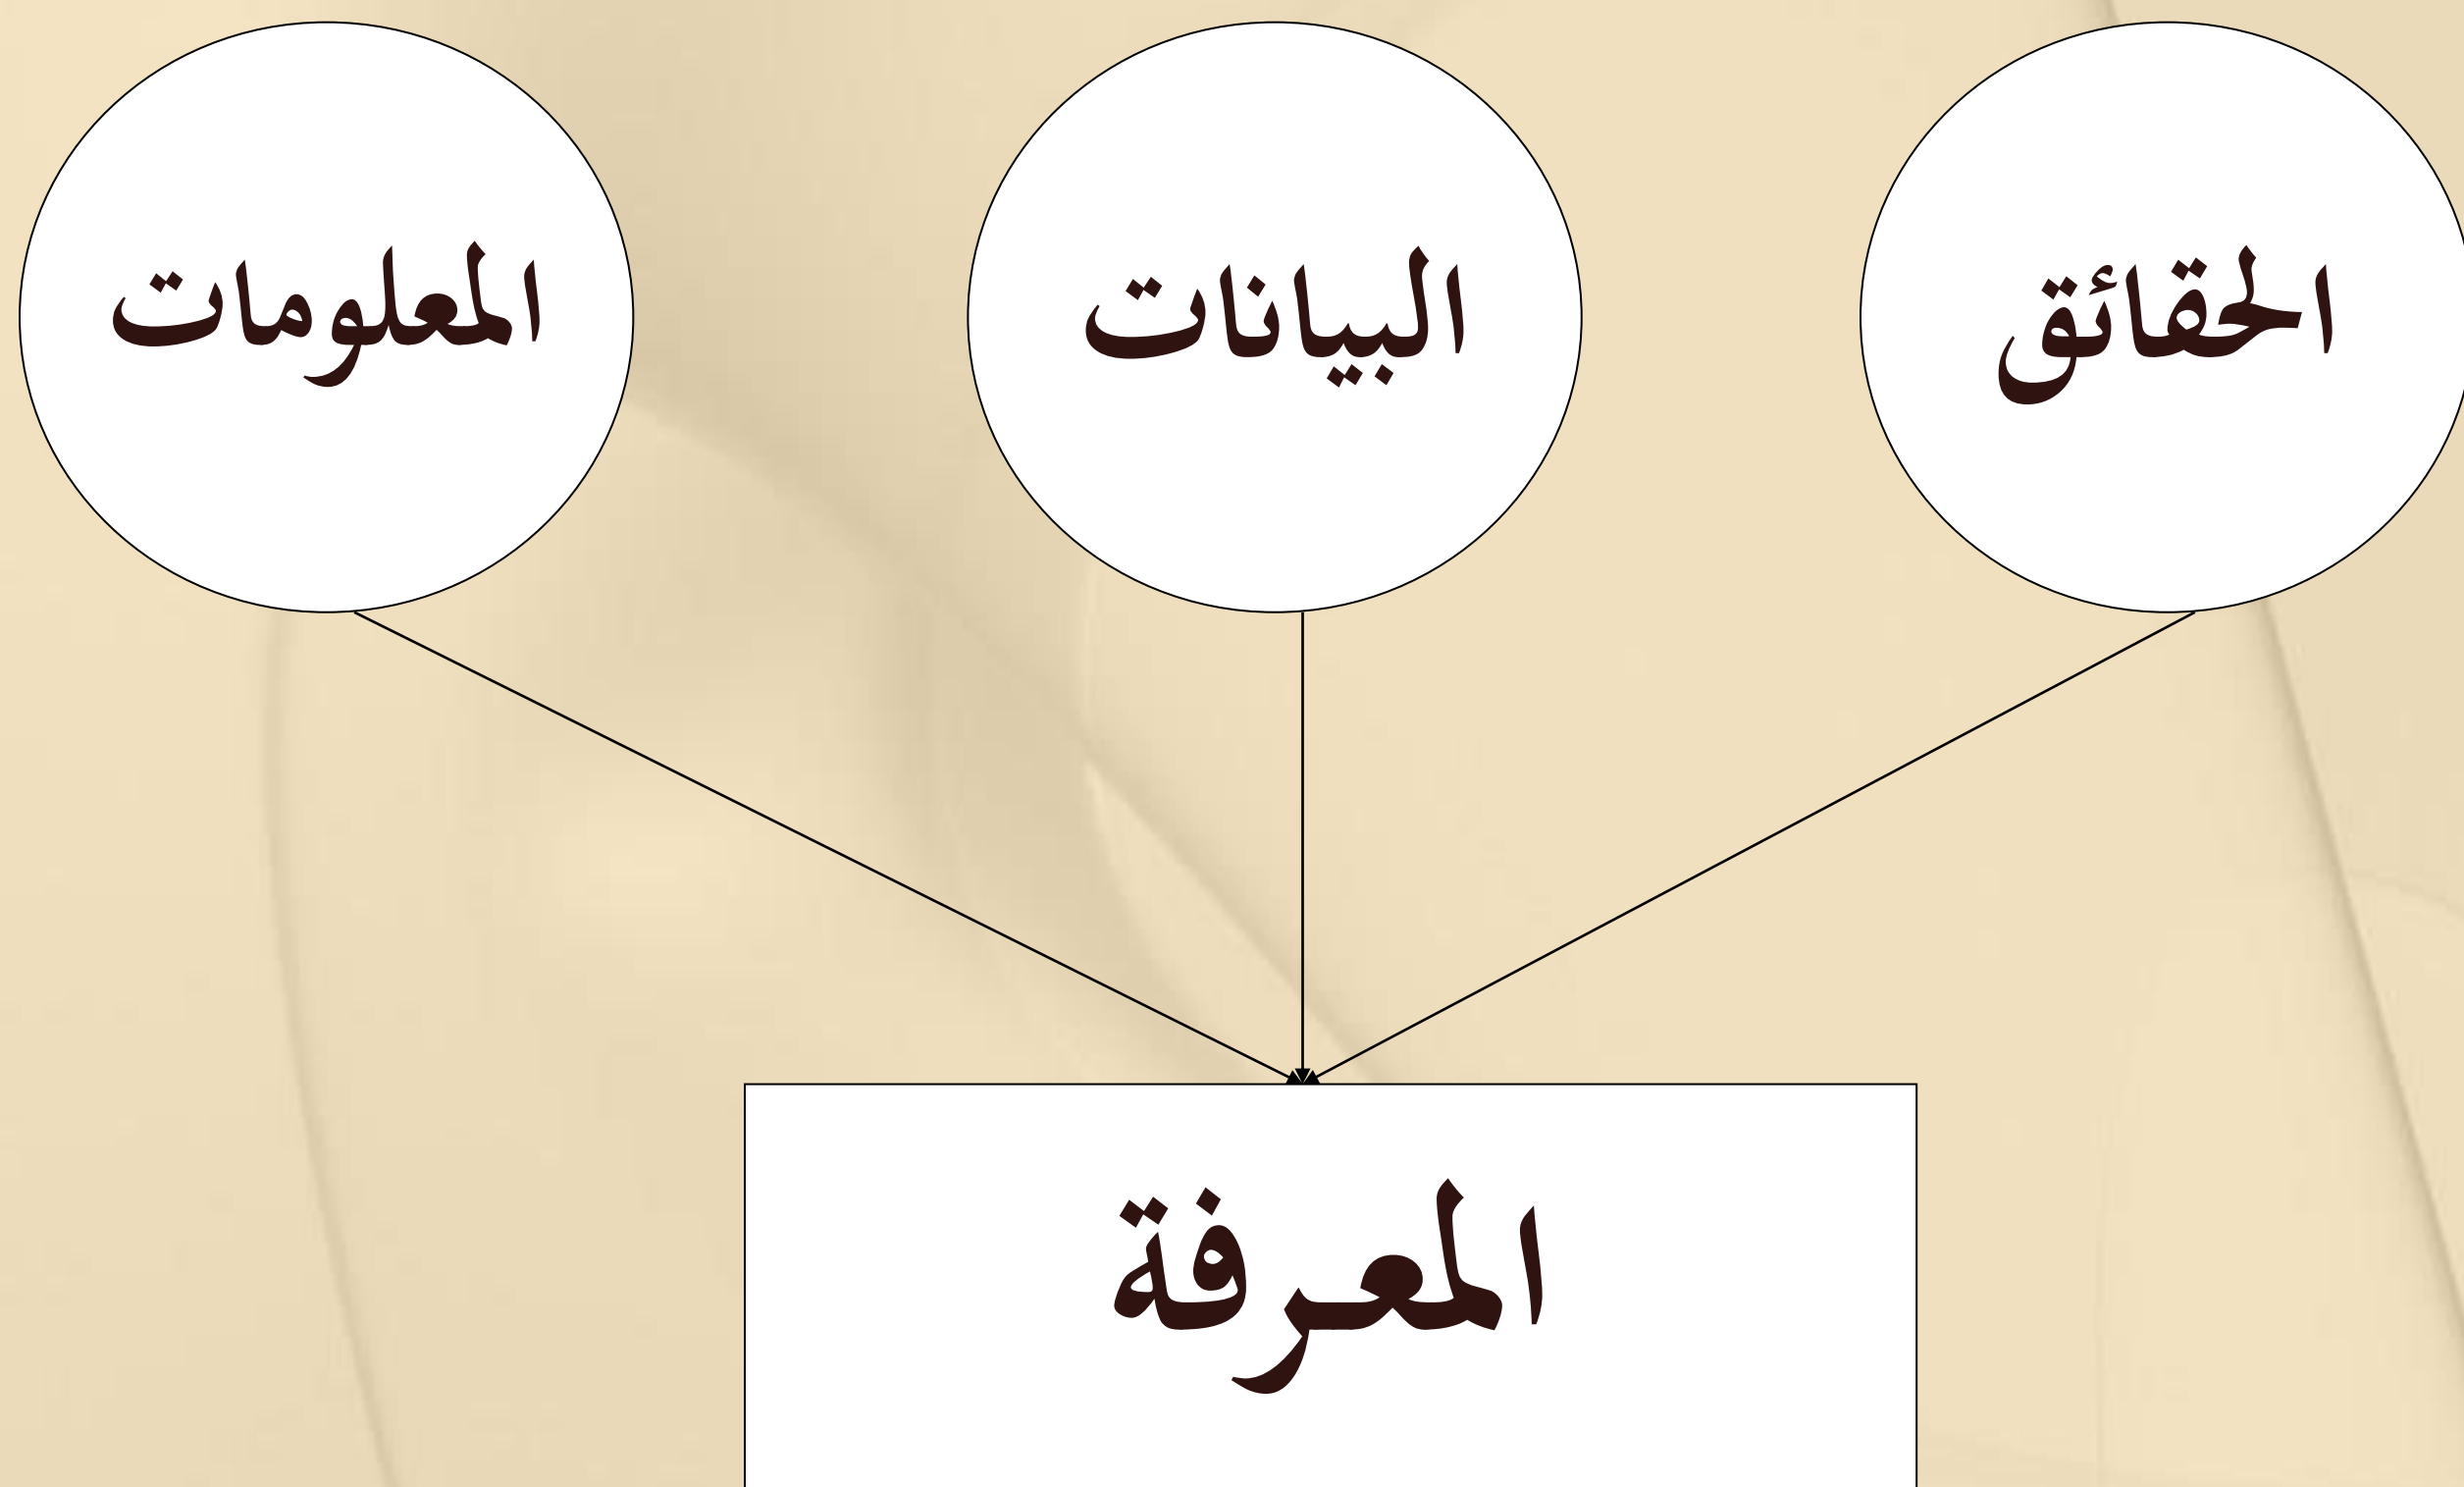 الحقائق
البيانات
المعلومات
المعرفة